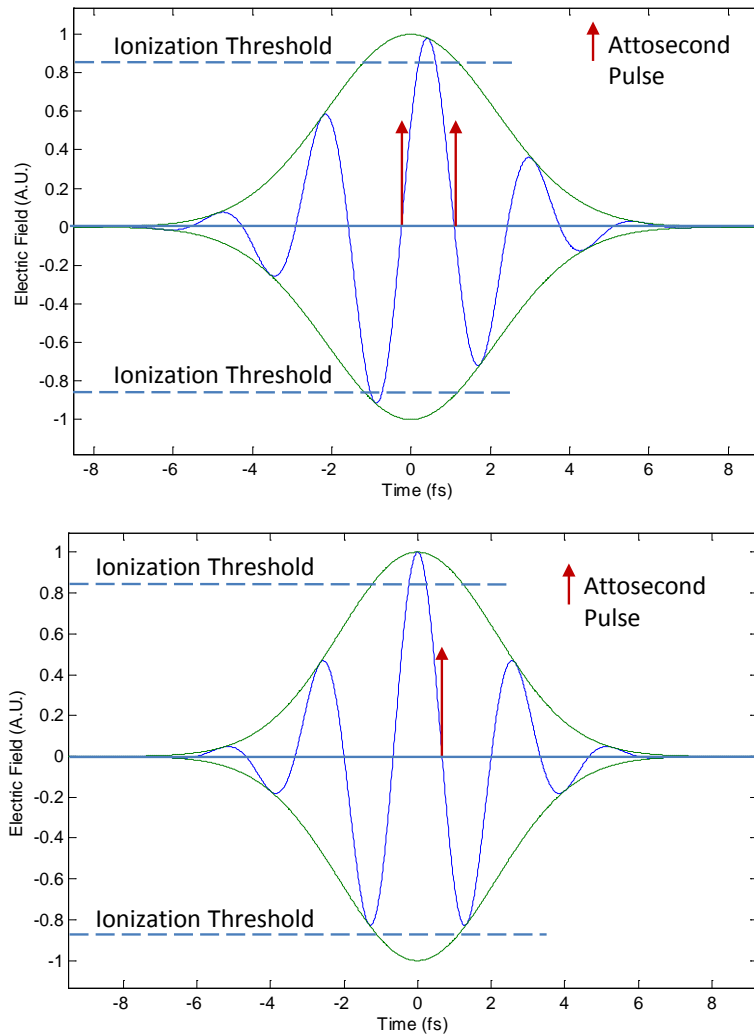 1
Ionization Threshold
Attosecond
Pulse
0.8
0.6
0.4
0.2
0
-0.2
-0.4
-0.6
Ionization Threshold
-0.8
-1
Electric Field (A.U.)
-8 -6 -4 -2 0 2 4 6 8
Time (fs)
1
Ionization Threshold
Attosecond
Pulse
0.8
0.6
0.4
0.2
0
-0.2
-0.4
-0.6
Ionization Threshold
-0.8
-1
Electric Field (A.U.)
-8 -6 -4 -2 0 2 4 6 8
Time (fs)